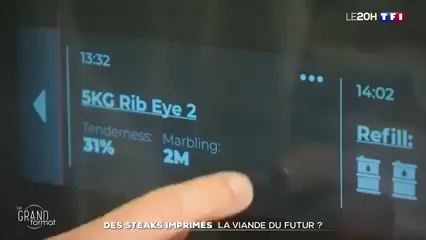 LE20H TF1
13:32
5KG Rib Eye 2
Tenderness: Marbling:
31% 2M
14:02
Refill:
Le
GRAND
format
DES STEAKS IMPRIMÉS LA VIANDE DU FUTUR ?